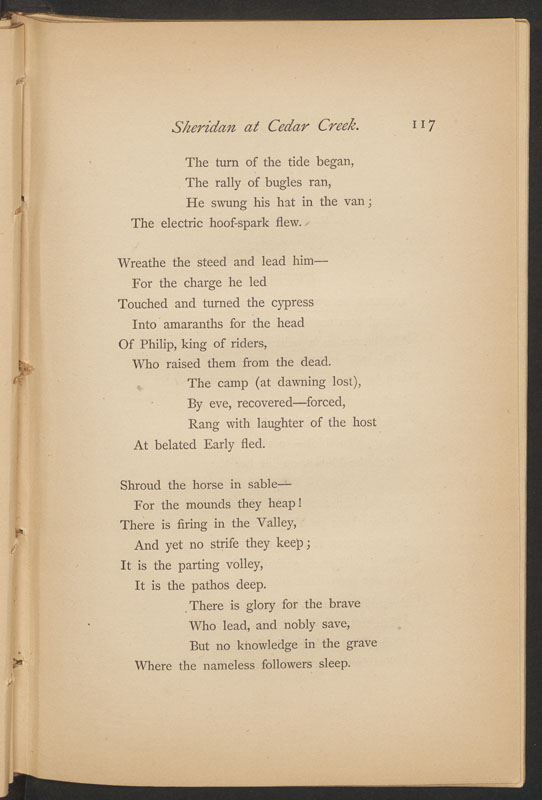 Sheridan at Cedar Creek. 117
The turn of the tide began,
The rally of bugles ran,
He swung his hat in the van;
The electric hoof-spark flew.
Wreathe the steed and lead him—
For the charge he led
Touched and turned the cypress
Into amaranths for the head
Of Philip, king of riders,
Who raised them from the dead.
The camp (at dawning lost),
By eve, recovered—forced,
Rang with laughter of the host
At belated Early fled.
Shroud the horse in sable—
For the mounds they heap!
There is firing in the Valley,
And yet no strife they keep;
It is the parting volley,
It is the pathos deep.
There is glory for the brave
Who lead, and nobly save,
But no knowledge in the grave
Where the nameless followers sleep.